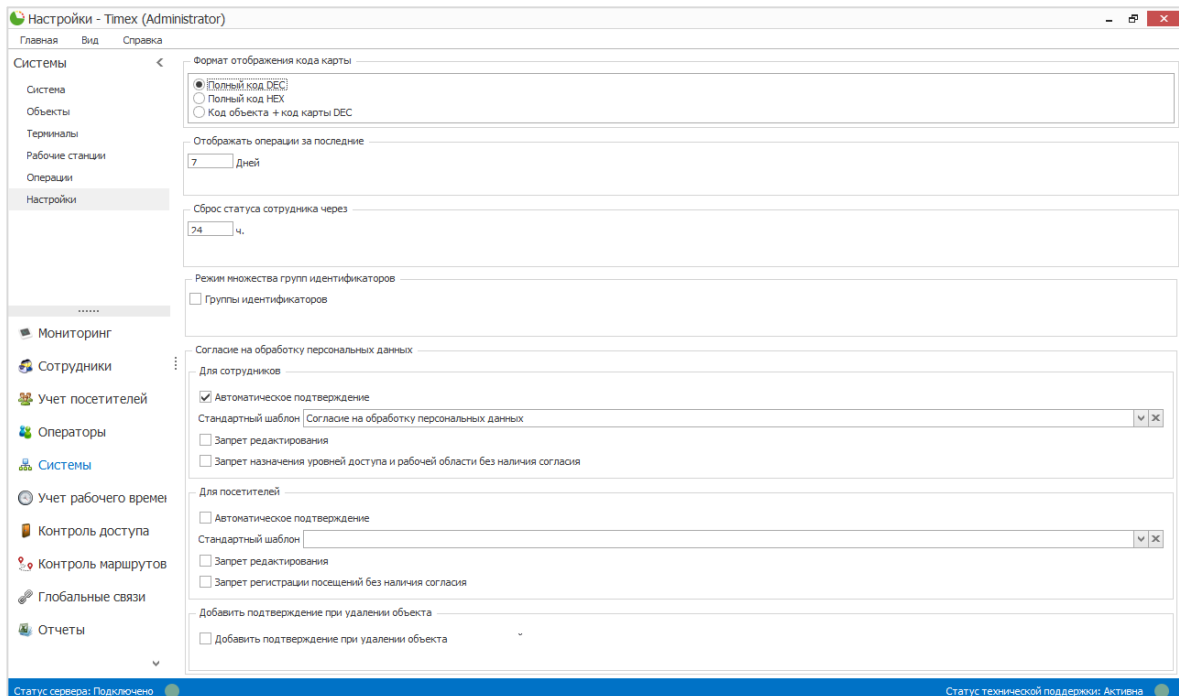 Настройки - Timex (Administrator)
Главная Вид Справка
Системы
Система
Объекты
Терминалы
Рабочие станции
Операции
Настройки
Мониторинг
Сотрудники
Учет посетителей
Операторы
Системы
Учет рабочего времен
Контроль доступа
Контроль маршрутов
Глобальные связи
Отчеты
Формат отображения кода карты
Полный код DEC
Полный код HEX
Код объекта + код карты DEC
Отображать операции за последние
7 Дней
Сброс статуса сотрудника через
24 ч.
Режим множества групп идентификаторов
Группы идентификаторов
Согласие на обработку персональных данных
Для сотрудников
Автоматическое подтверждение
Стандартный шаблон Согласие на обработку персональных данных
Запрет редактирования
Запрет назначения уровней доступа и рабочей области без наличия согласия
Для посетителей
Автоматическое подтверждение
Стандартный шаблон
Запрет редактирования
Запрет регистрации посещений без наличия согласия
Добавить подтверждение при удалении объекта
Добавить подтверждение при удалении объекта
Статус сервера: Подключено
Статус технической поддержки: Активна